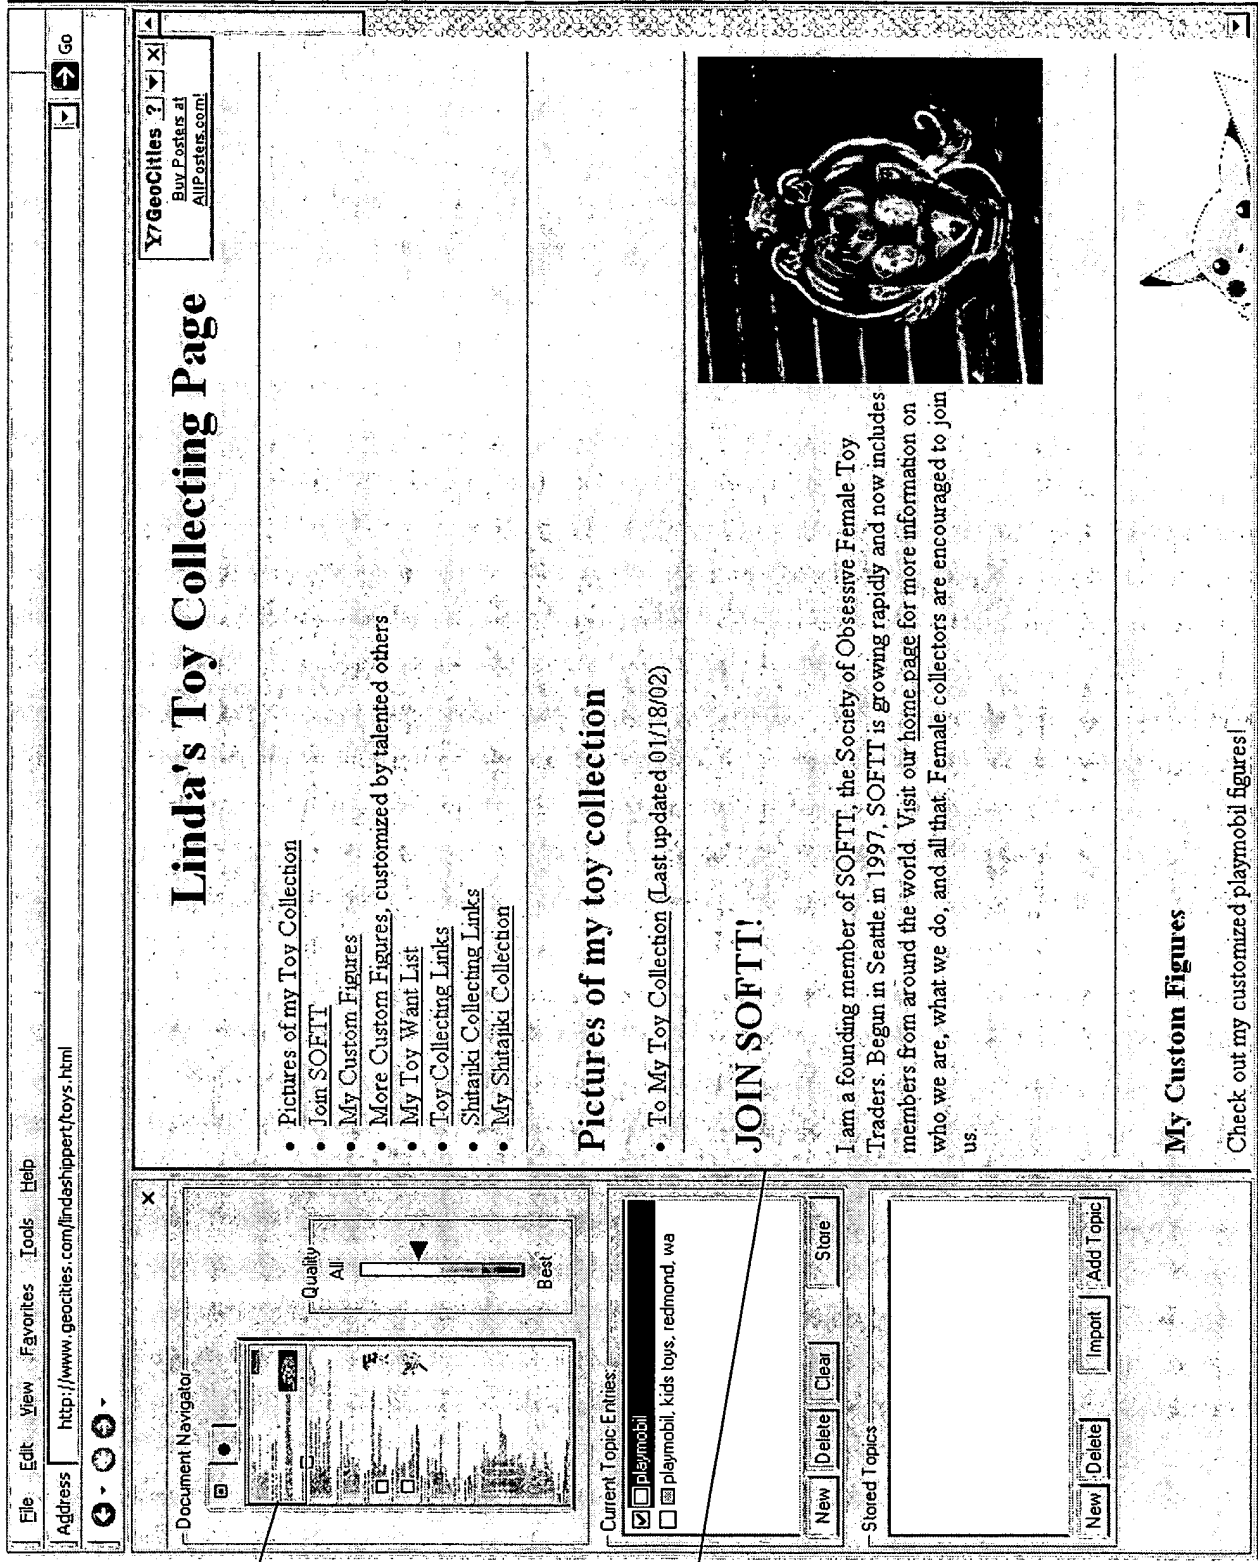 File Edit View Favorites Tools Help
Address http://www.geocities.com/lindashippert/toys.html Go
Document Navigator
Quality
All
Best
Current Topic Entries:
playmobil
playmobil, kids toys, redmond, wa
New Delete Clear Store
Stored Topics
New Delete Import Add Topic
Y7GeoCities ? X
Buy Posters at
AllPosters.com!
Linda's Toy Collecting Page
• Pictures of my Toy Collection
• Join SOFTT
• My Custom Figures
• More Custom Figures, customized by talented others
• My Toy Want List
• Toy Collecting Links
• Shitajiki Collecting Links
• My Shitajiki Collection
Pictures of my toy collection
• To My Toy Collection (Last updated 01/18/02)
JOIN SOFTT!
I am a founding member of SOFTT, the Society of Obsessive Female Toy
Traders. Begun in Seattle in 1997, SOFTT is growing rapidly and now includes
members from around the world. Visit our home page for more information on
who we are, what we do, and all that. Female collectors are encouraged to join
us.
My Custom Figures
Check out my customized playmobil figures!